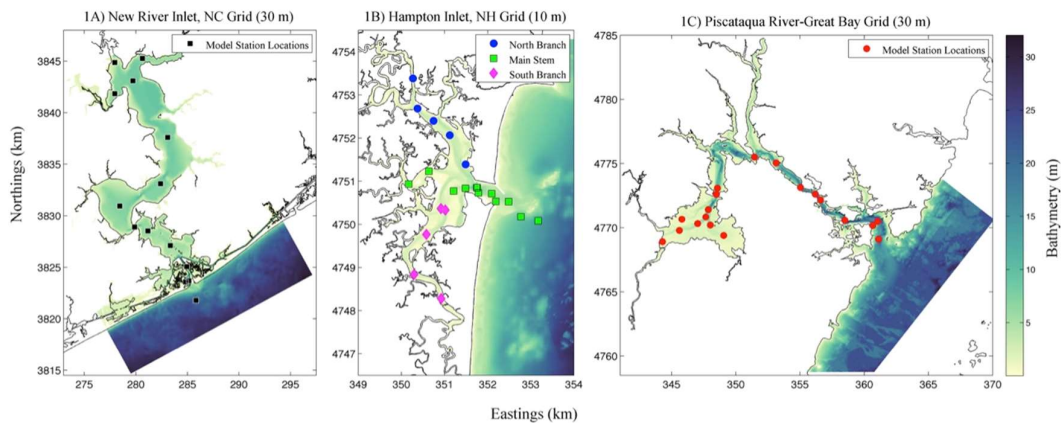 1A) New River Inlet, NC Grid (30 m)
1B) Hampton Inlet, NH Grid (10 m)
1C) Piscataqua River-Great Bay Grid (30 m)
Model Station Locations
North Branch
Main Stem
South Branch
Model Station Locations
Northings (km)
3845
3840
3835
3830
3825
3820
3815
275 280 285 290 295
4754
4753
4752
4751
4750
4749
4748
4747
349 350 351 352 353 354
4785
4780
4775
4770
4765
4760
345 350 355 360 365 370
30
25
20
15
10
5
Bathymetry (m)
Eastings (km)